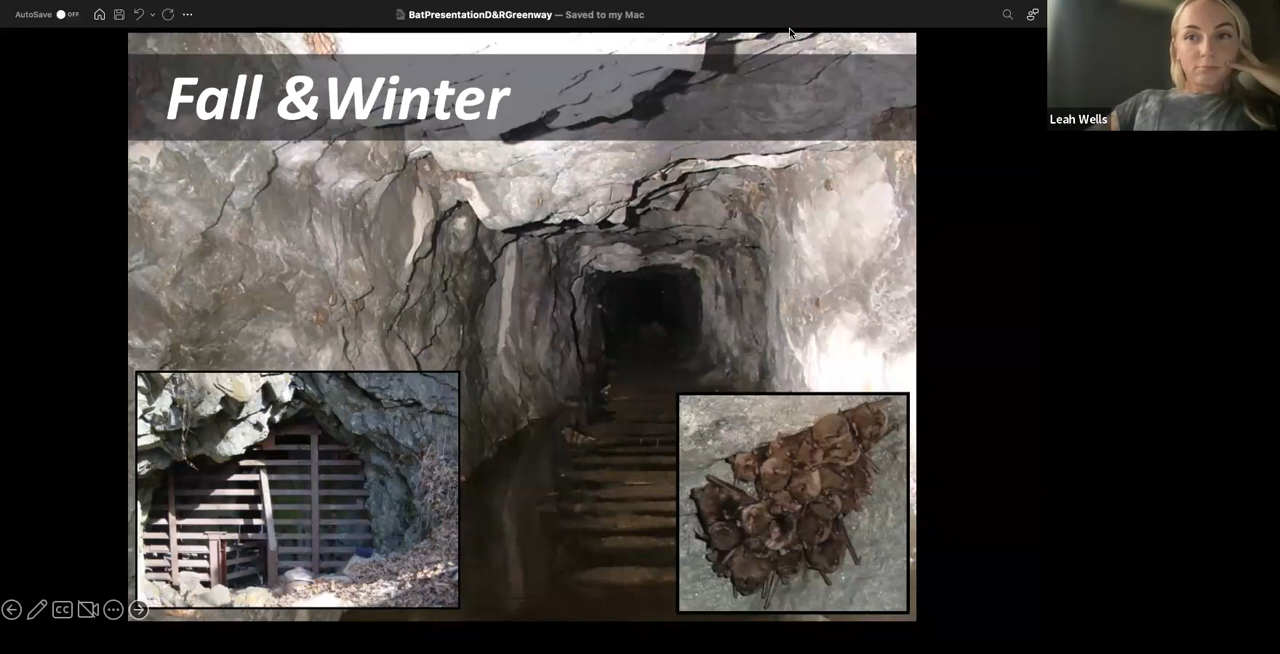 AutoSave OFF
BatPresentationD&RGreenway — Saved to my Mac
Fall &Winter
Leah Wells
CC